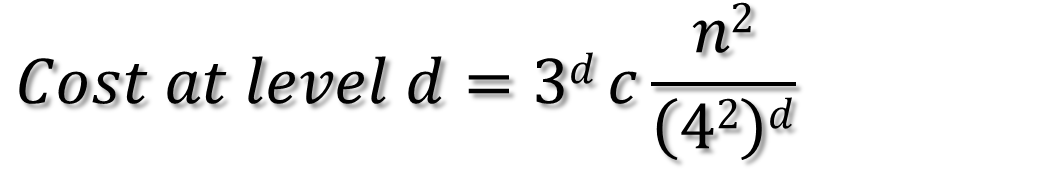 Cost at level d = 3^d c n^2/(4^2)^d